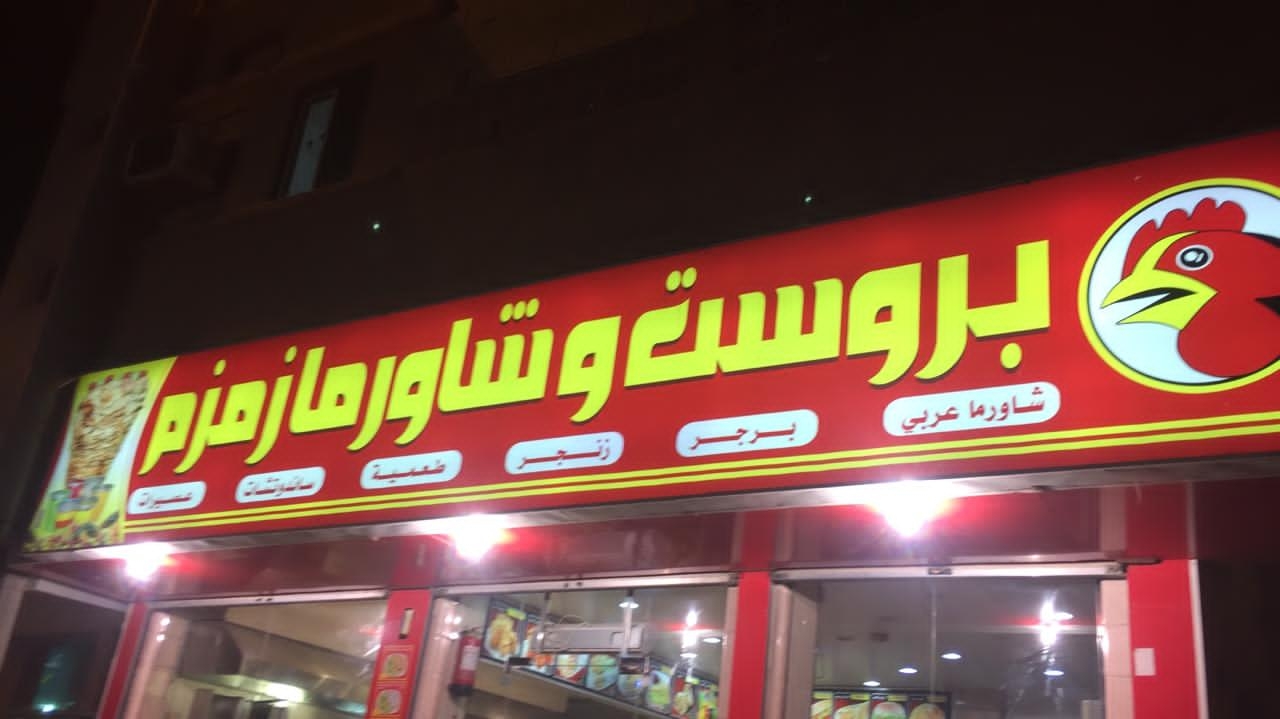 بروست وشاورما زمزم
شاورما عربي
برجر
زنجر
طعمية
ساندوتشات
عصيرات